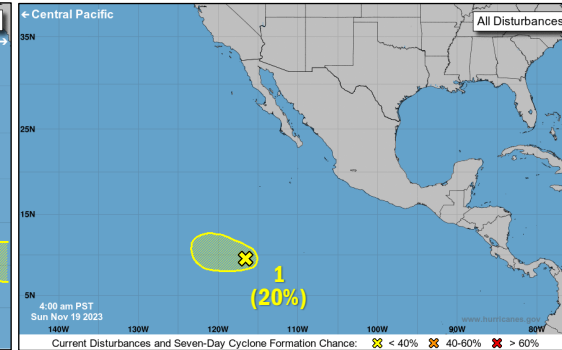 ←Central Pacific
All Disturbances
35N
25N
15N
1
(20%)
5N
4:00 am PST
Sun Nov 19 2023
www.hurricanes.gov
140W 130W 120W 110W 100W 90W 80W
Current Disturbances and Seven-Day Cyclone Formation Chance: < 40% 40-60% > 60%